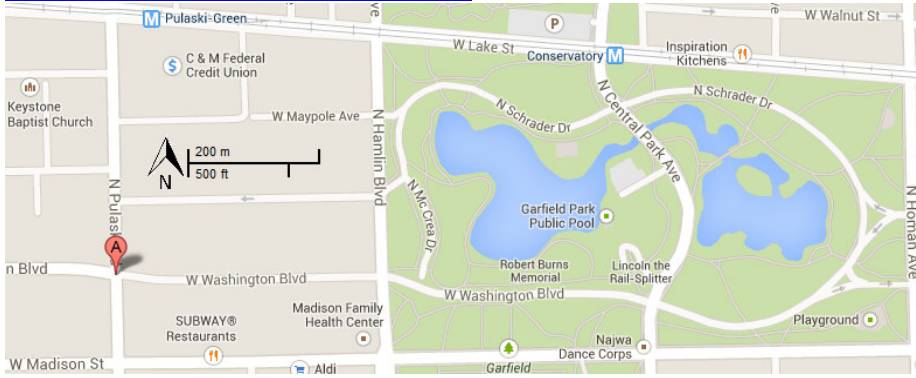 Pulaski-Green
W Walnut St
P
W Lake St
Conservatory
Inspiration
Kitchens
$
C & M Federal
Credit Union
Keystone
Baptist Church
N Schrader Dr
N Schrader Dr
N Central Park Ave
W Maypole Ave
N Hamlin Blvd
200 m
500 ft
N
N Pulask
N Mc Crea Dr
Garfield Park
Public Pool
N Homan Ave
A
n Blvd
W Washington Blvd
Robert Burns
Memorial
Lincoln the
Rail-Splitter
W Washington Blvd
Madison Family
Health Center
SUBWAY®
Restaurants
Playground
Najwa
Dance Corps
W Madison St
Aldi
Garfield